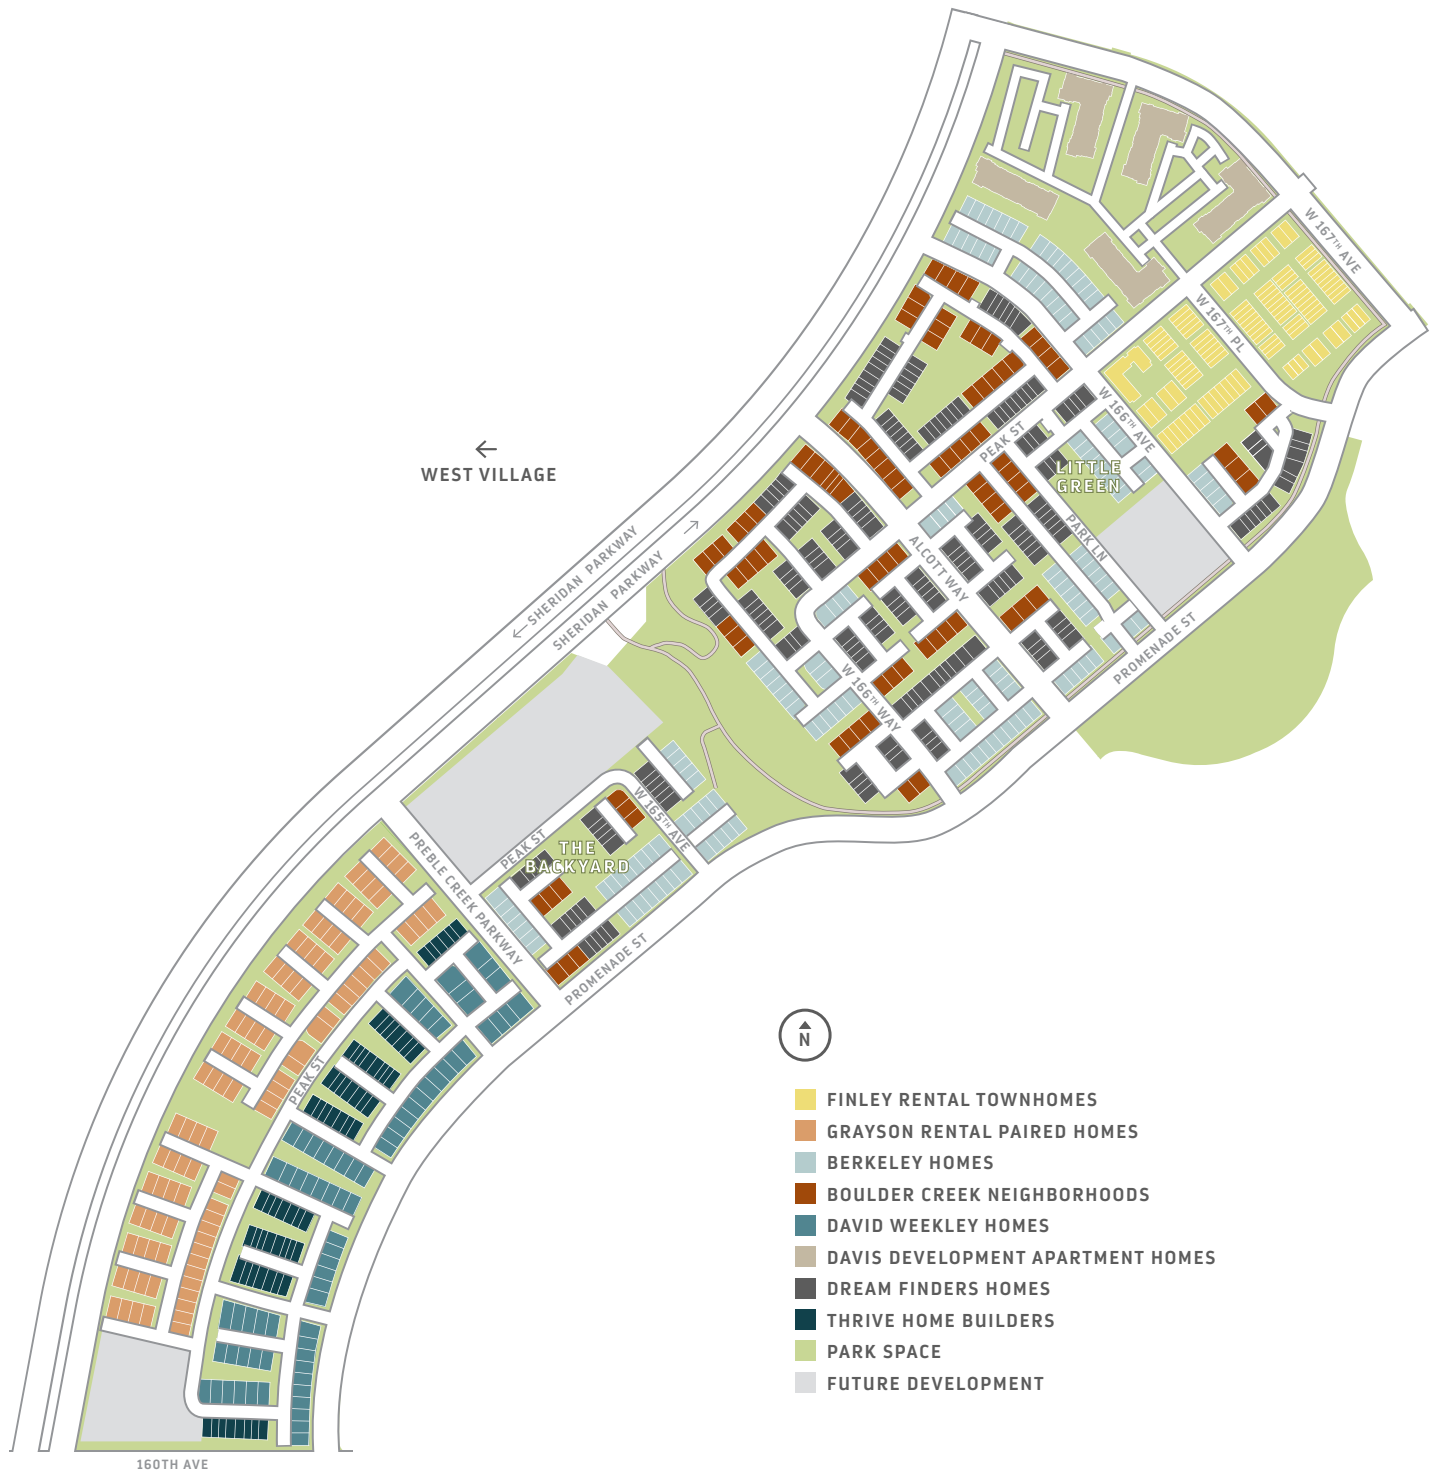 W 167TH AVE
W 167TH PL
W 166TH AVE
PEAK ST
LITTLE
GREEN
WEST VILLAGE
PARK LN
SHERIDAN PARKWAY
SHERIDAN PARKWAY
ALCOTT WAY
PROMENADE ST
W 166TH WAY
W 165TH AVE
PEAK ST
THE
BACKYARD
PREBLE CREEK PARKWAY
PROMENADE ST
PEAK ST
N
FINLEY RENTAL TOWNHOMES
GRAYSON RENTAL PAIRED HOMES
BERKELEY HOMES
BOULDER CREEK NEIGHBORHOODS
DAVID WEEKLEY HOMES
DAVIS DEVELOPMENT APARTMENT HOMES
DREAM FINDERS HOMES
THRIVE HOME BUILDERS
PARK SPACE
FUTURE DEVELOPMENT
160TH AVE